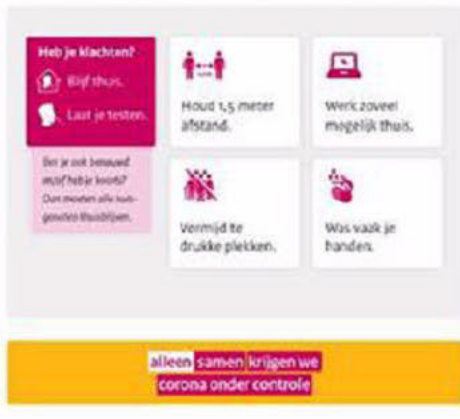 Heb je klachten?
Blijf thuis.
Laat je testen.
Ben je ook benauwd
en/of heb je koorts?
Dan moeten alle huis-
genoten thuisblijven.
Houd 1,5 meter
afstand.
Werk zoveel
mogelijk thuis.
Vermijd te
drukke plekken.
Was vaak je
handen.
alleen samen krijgen we
corona onder controle